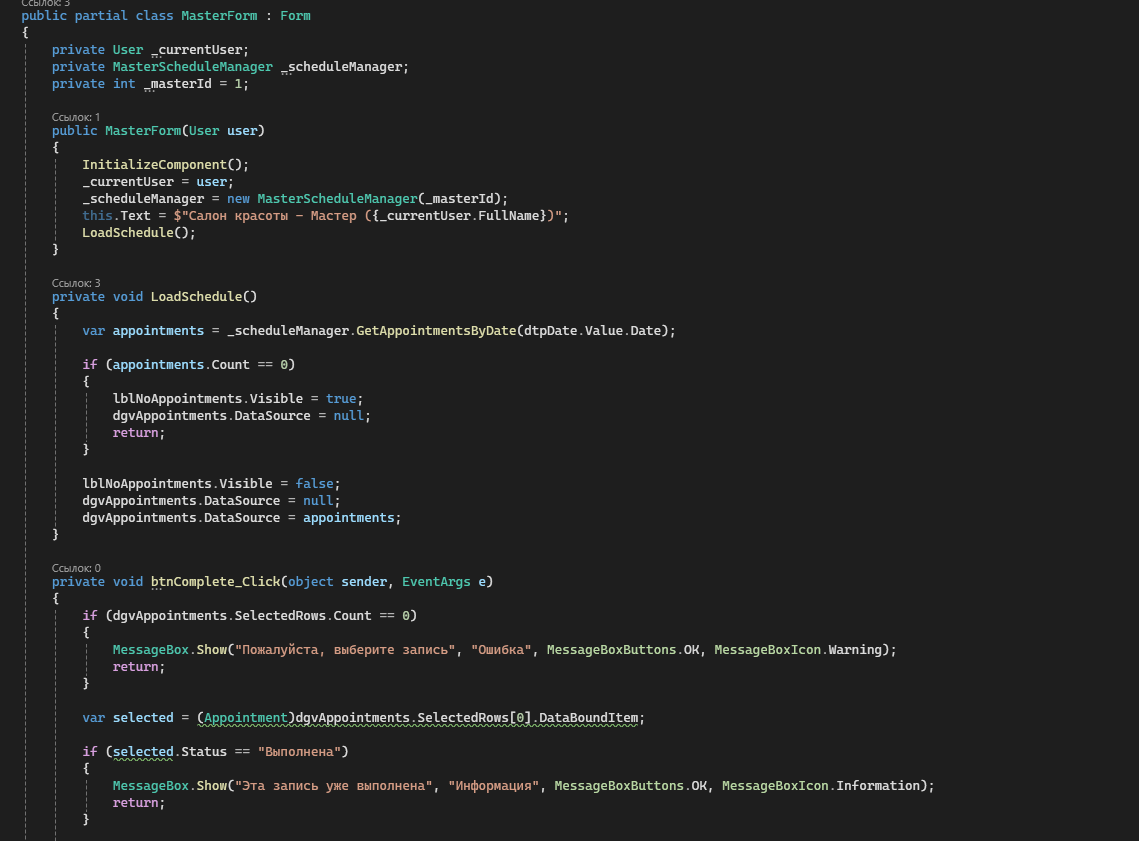 Ссылок: 3
public partial class MasterForm : Form
{
private User _currentUser;
private MasterScheduleManager _scheduleManager;
private int _masterId = 1;
Ссылок: 1
public MasterForm(User user)
{
InitializeComponent();
_currentUser = user;
_scheduleManager = new MasterScheduleManager(_masterId);
this.Text = $"Салон красоты - Мастер ({_currentUser.FullName})";
LoadSchedule();
}
Ссылок: 3
private void LoadSchedule()
{
var appointments = _scheduleManager.GetAppointmentsByDate(dtpDate.Value.Date);
if (appointments.Count == 0)
{
lblNoAppointments.Visible = true;
dgvAppointments.DataSource = null;
return;
}
lblNoAppointments.Visible = false;
dgvAppointments.DataSource = null;
dgvAppointments.DataSource = appointments;
}
Ссылок: 0
private void btnComplete_Click(object sender, EventArgs e)
{
if (dgvAppointments.SelectedRows.Count == 0)
{
MessageBox.Show("Пожалуйста, выберите запись", "Ошибка", MessageBoxButtons.OK, MessageBoxIcon.Warning);
return;
}
var selected = (Appointment)dgvAppointments.SelectedRows[0].DataBoundItem;
if (selected.Status == "Выполнена")
{
MessageBox.Show("Эта запись уже выполнена", "Информация", MessageBoxButtons.OK, MessageBoxIcon.Information);
return;
}